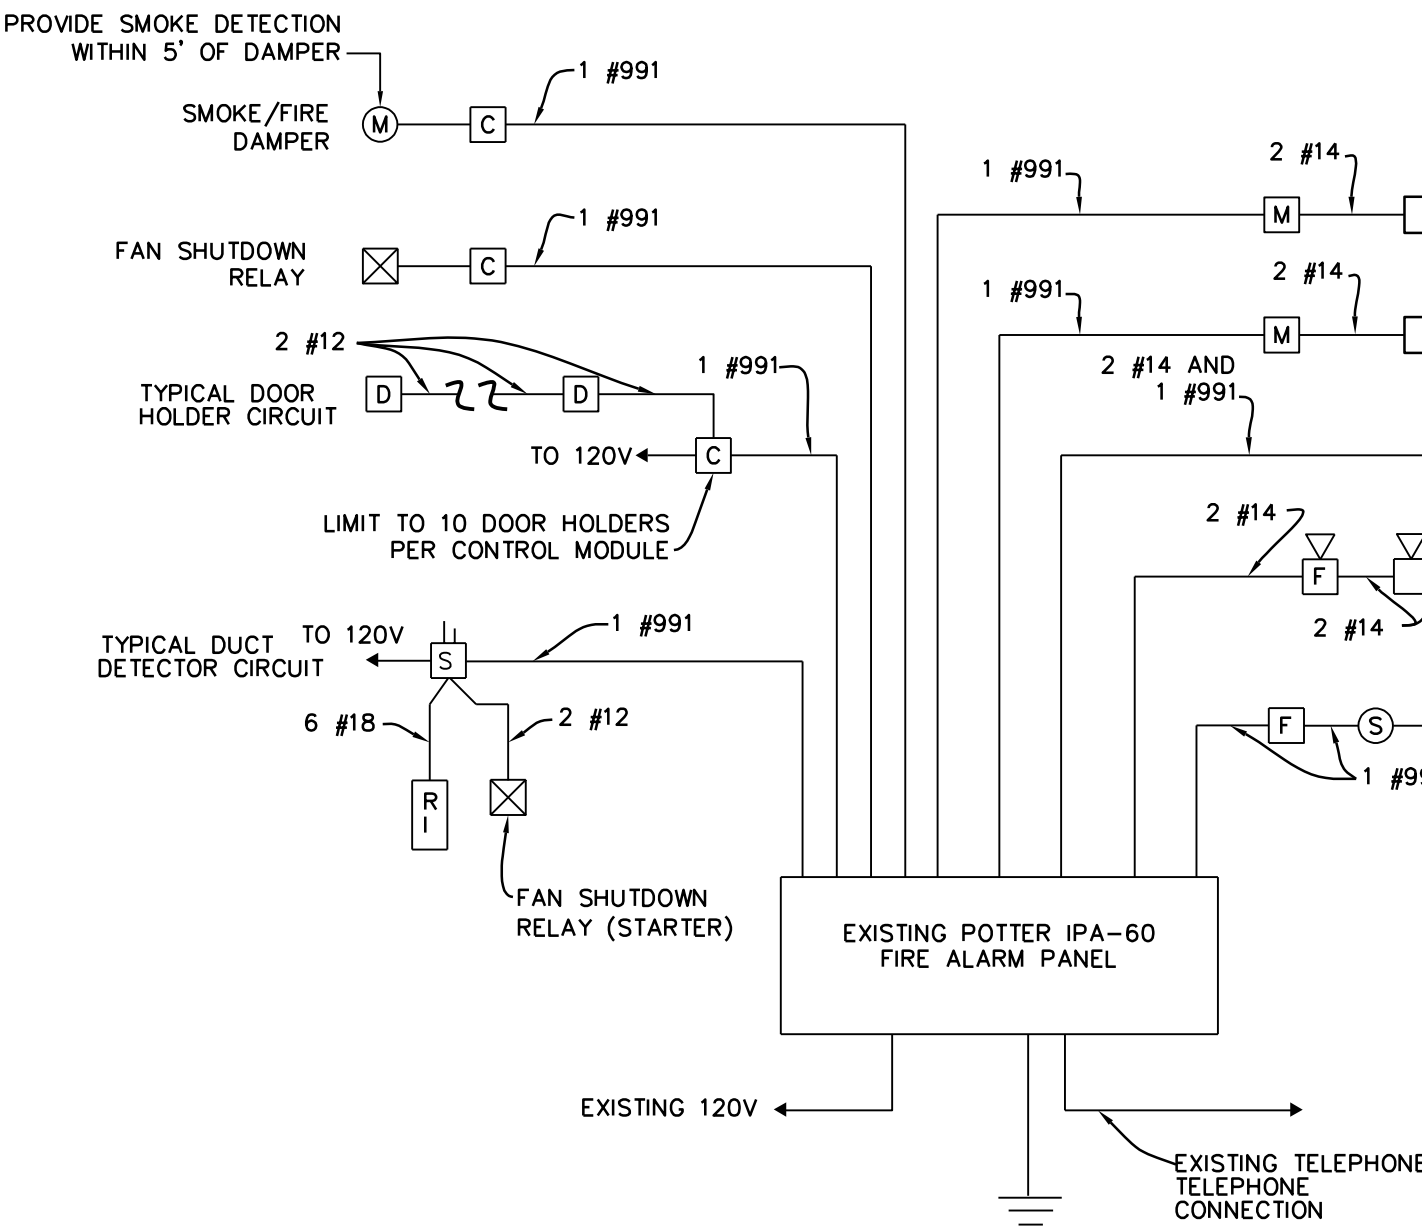 PROVIDE SMOKE DETECTION
WITHIN 5' OF DAMPER
1 #991
SMOKE/FIRE
DAMPER
M
C
1 #991
FAN SHUTDOWN
RELAY
C
2 #12
TYPICAL DOOR
HOLDER CIRCUIT
D
D
1 #991
TO 120V
C
LIMIT TO 10 DOOR HOLDERS
PER CONTROL MODULE
TYPICAL DUCT
DETECTOR CIRCUIT
TO 120V
S
1 #991
6 #18
2 #12
R
I
FAN SHUTDOWN
RELAY (STARTER)
1 #991
M
2 #14
1 #991
M
2 #14
2 #14 AND
1 #991
2 #14
F
2 #14
F
S
1 #99
EXISTING POTTER IPA-60
FIRE ALARM PANEL
EXISTING 120V
EXISTING TELEPHONE
TELEPHONE
CONNECTION